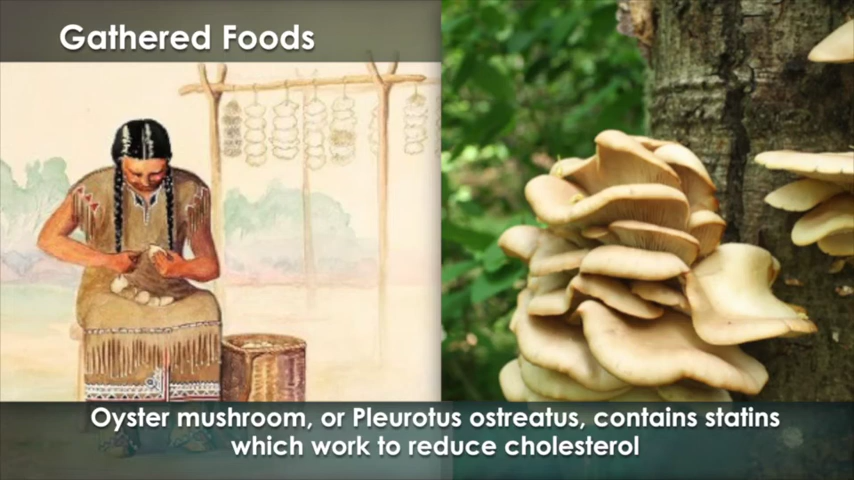 Gathered Foods
Oyster mushroom, or Pleurotus ostreatus, contains statins
which work to reduce cholesterol